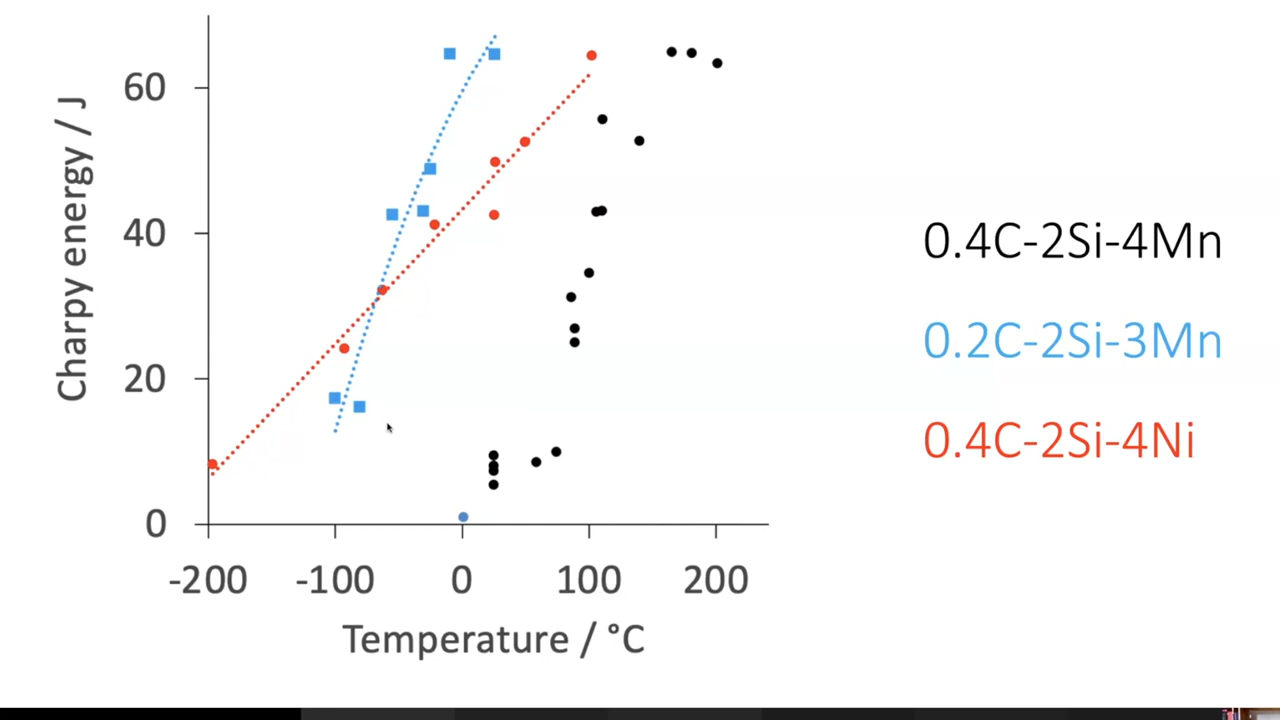 60
40
20
0
-200 -100 0 100 200
Charpy energy / J
Temperature / °C
0.4C-2Si-4Mn
0.2C-2Si-3Mn
0.4C-2Si-4Ni